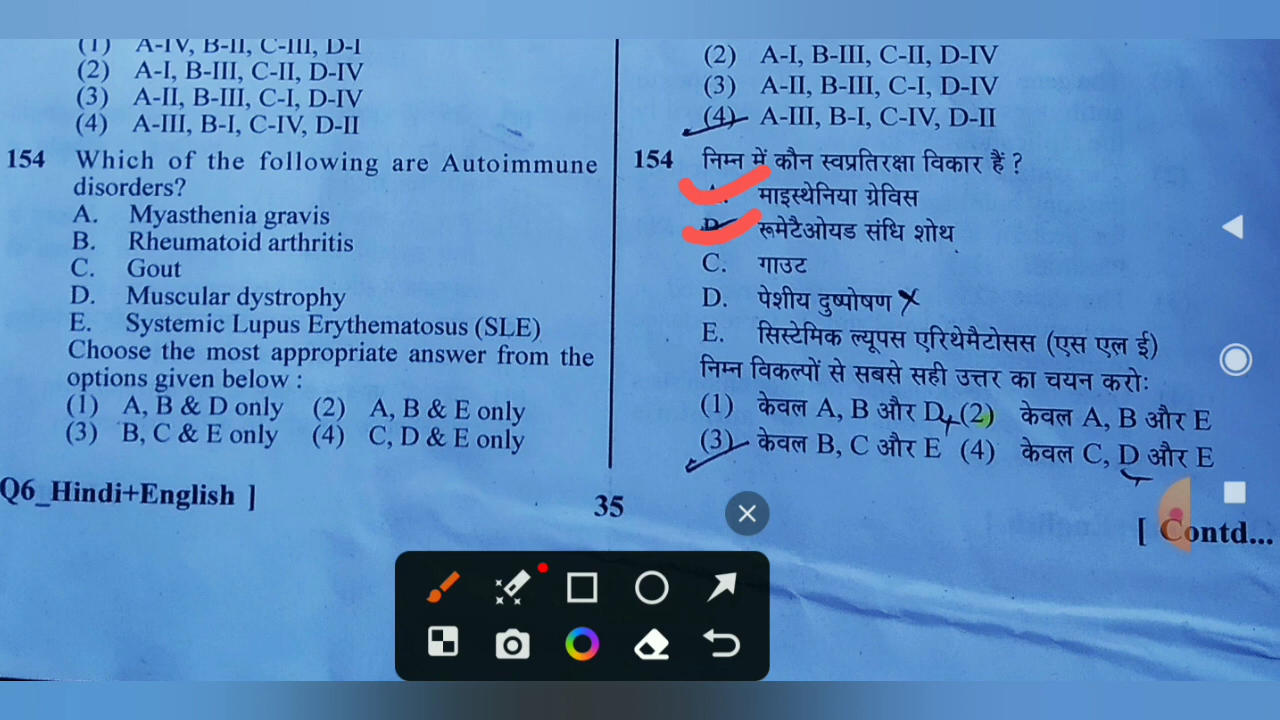 (1) A-IV, B-II, C-III, D-I
(2) A-I, B-III, C-II, D-IV
(3) A-II, B-III, C-I, D-IV
(4) A-III, B-I, C-IV, D-II
154 Which of the following are Autoimmune
disorders?
A. Myasthenia gravis
B. Rheumatoid arthritis
C. Gout
D. Muscular dystrophy
E. Systemic Lupus Erythematosus (SLE)
Choose the most appropriate answer from the
options given below :
(1) A, B & D only (2) A, B & E only
(3) B, C & E only (4) C, D & E only
(2) A-I, B-III, C-II, D-IV
(3) A-II, B-III, C-I, D-IV
(4) A-III, B-I, C-IV, D-II
154 निम्न में कौन स्वप्रतिरक्षा विकार हैं ?
माइस्थेनिया ग्रेविस
रूमेटैओयड संधि शोथ
C. गाउट
D. पेशीय दुष्पोषण
E. सिस्टेमिक ल्यूपस एरिथेमैटोसस (एस एल ई)
निम्न विकल्पों से सबसे सही उत्तर का चयन करोः
(1) केवल A, B और D (2) केवल A, B और E
(3) केवल B, C और E (4) केवल C, D और E
Q6_Hindi+English ]
35
[ Contd...